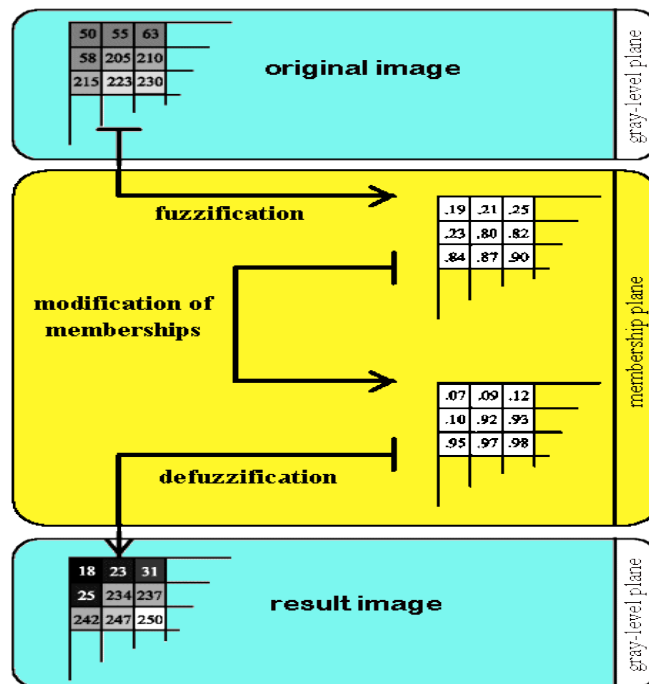 50 55 63
58 205 210
215 223 230
original image
gray-level plane
fuzzification
.19 .21 .25
.23 .80 .82
.84 .87 .90
modification of
memberships
membership plane
.07 .09 .12
.10 .92 .93
.95 .97 .98
defuzzification
18 23 31
25 234 237
242 247 250
result image
gray-level plane